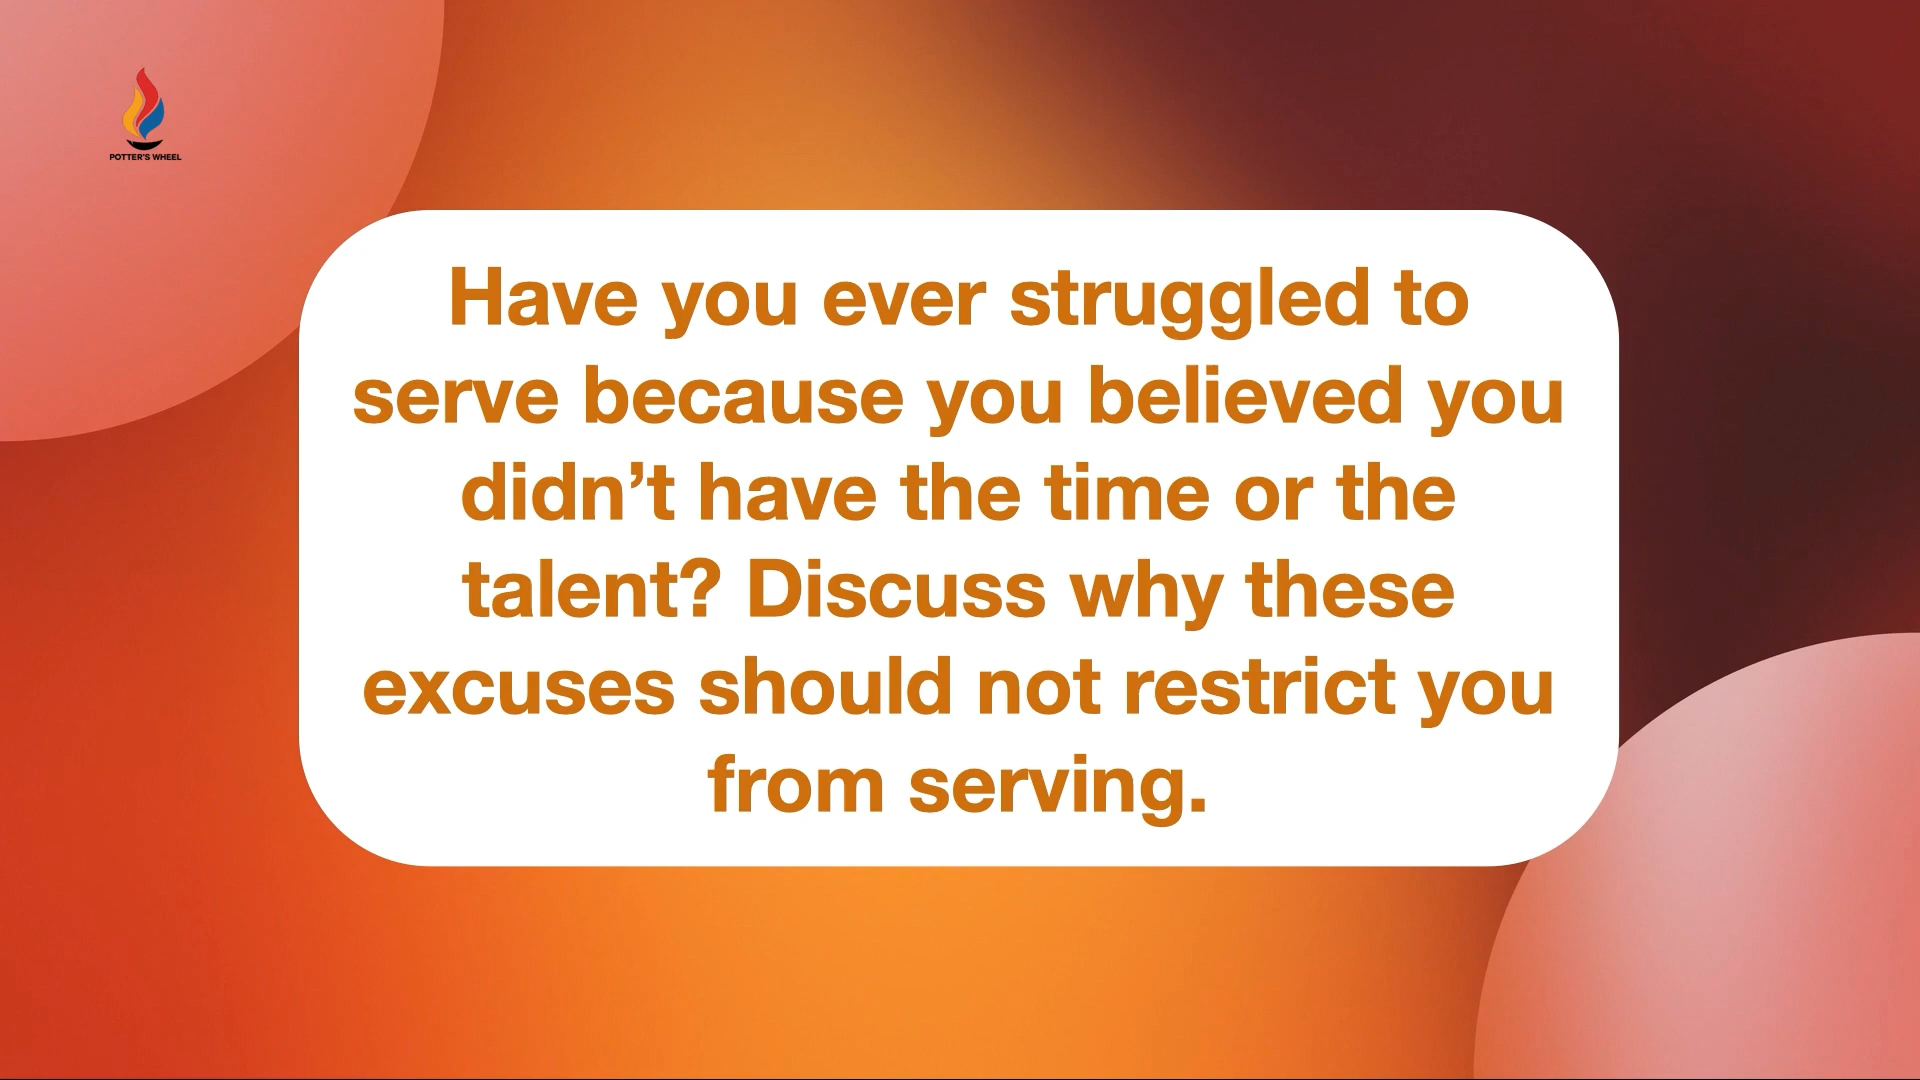 POTTER'S WHEEL
Have you ever struggled to
serve because you believed you
didn’t have the time or the
talent? Discuss why these
excuses should not restrict you
from serving.